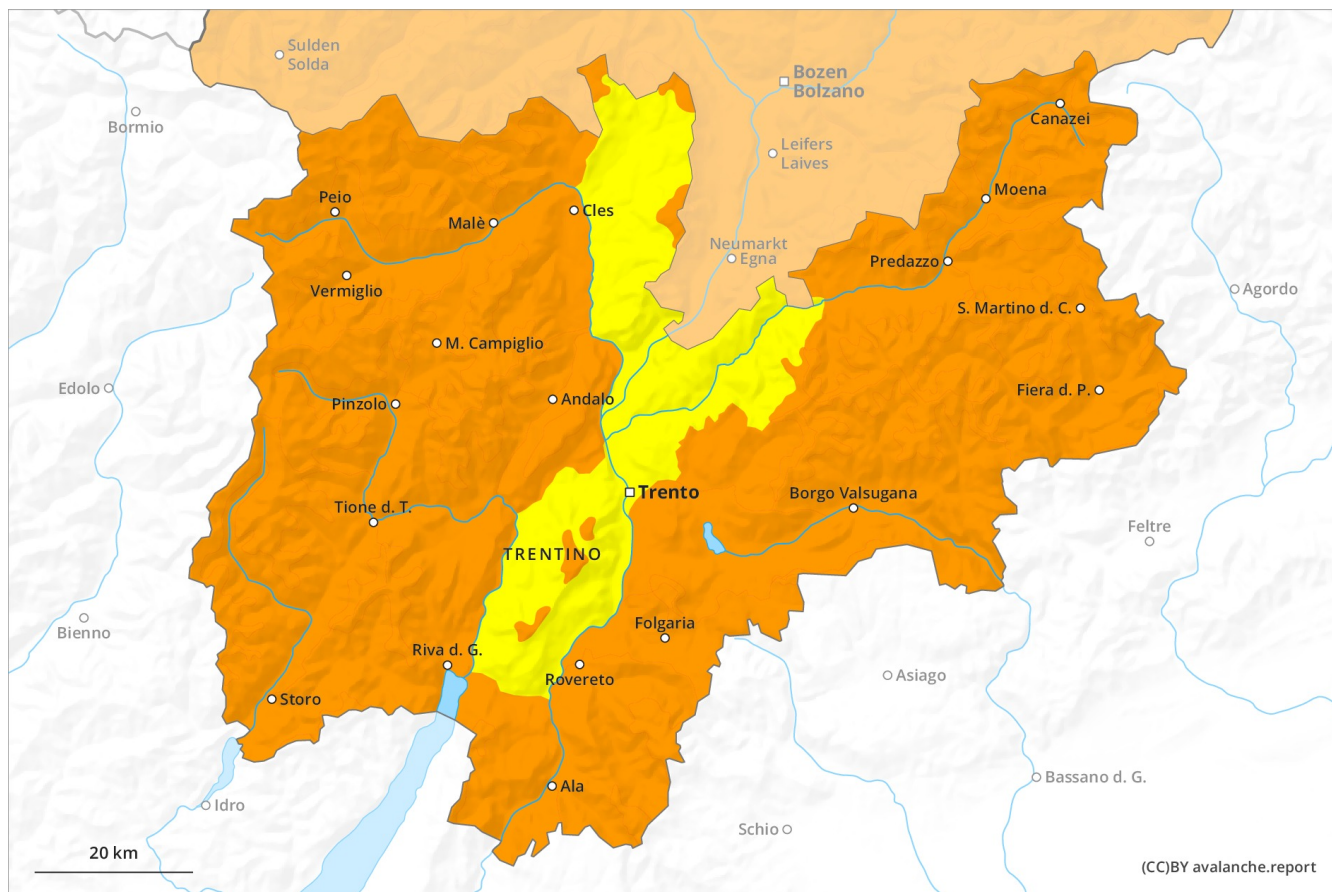 Sulden
Solda
Bozen
Bolzano
Bormio
Canazei
Leifers
Laives
Peio
Moena
Malè
Cles
Neumarkt
Egna
Predazzo
Vermiglio
Agordo
S. Martino d. C.
M. Campiglio
Edolo
Fiera d. P.
Pinzolo
Andalo
Trento
Borgo Valsugana
Tione d. T.
Feltre
TRENTINO
Bienno
Folgaria
Riva d. G.
Asiago
Rovereto
Storo
Bassano d. G.
Ala
Idro
Schio
20 km
(CC)BY avalanche.report